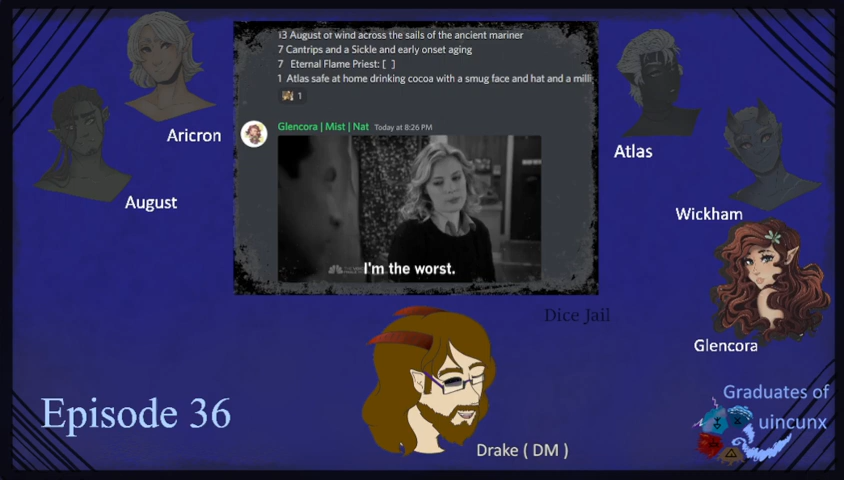 13 August of wind across the sails of the ancient mariner
7 Cantrips and a Sickle and early onset aging
7 Eternal Flame Priest: [ ]
1 Atlas safe at home drinking cocoa with a smug face and hat and a milli
1
Glencora | Mist | Nat Today at 8:26 PM
I'm the worst.
Aricron
August
Atlas
Wickham
Glencora
Dice Jail
Episode 36
Drake ( DM )
Graduates of
uincunx